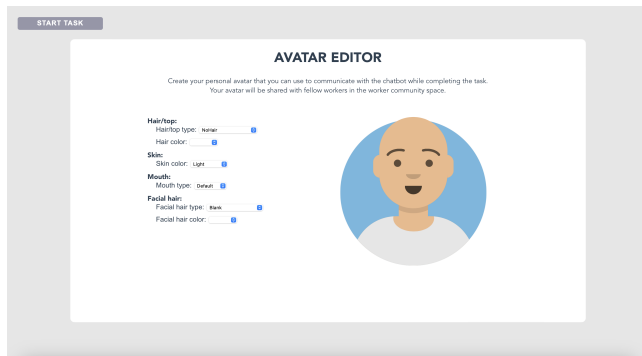 START TASK
AVATAR EDITOR
Create your personal avatar that you can use to communicate with the chatbot while completing the task.
Your avatar will be shared with fellow workers in the worker community space.
Hair/top:
Hair/top type: NoHair
Hair color:
Skin:
Skin color: Light
Mouth:
Mouth type: Default
Facial hair:
Facial hair type: Blank
Facial hair color: